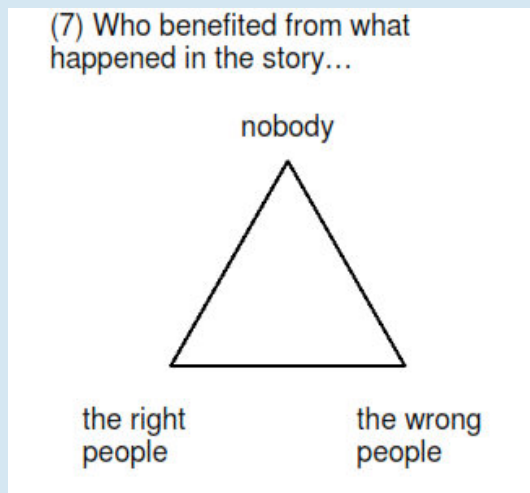 (7) Who benefited from what
happened in the story…
nobody
the right
people
the wrong
people